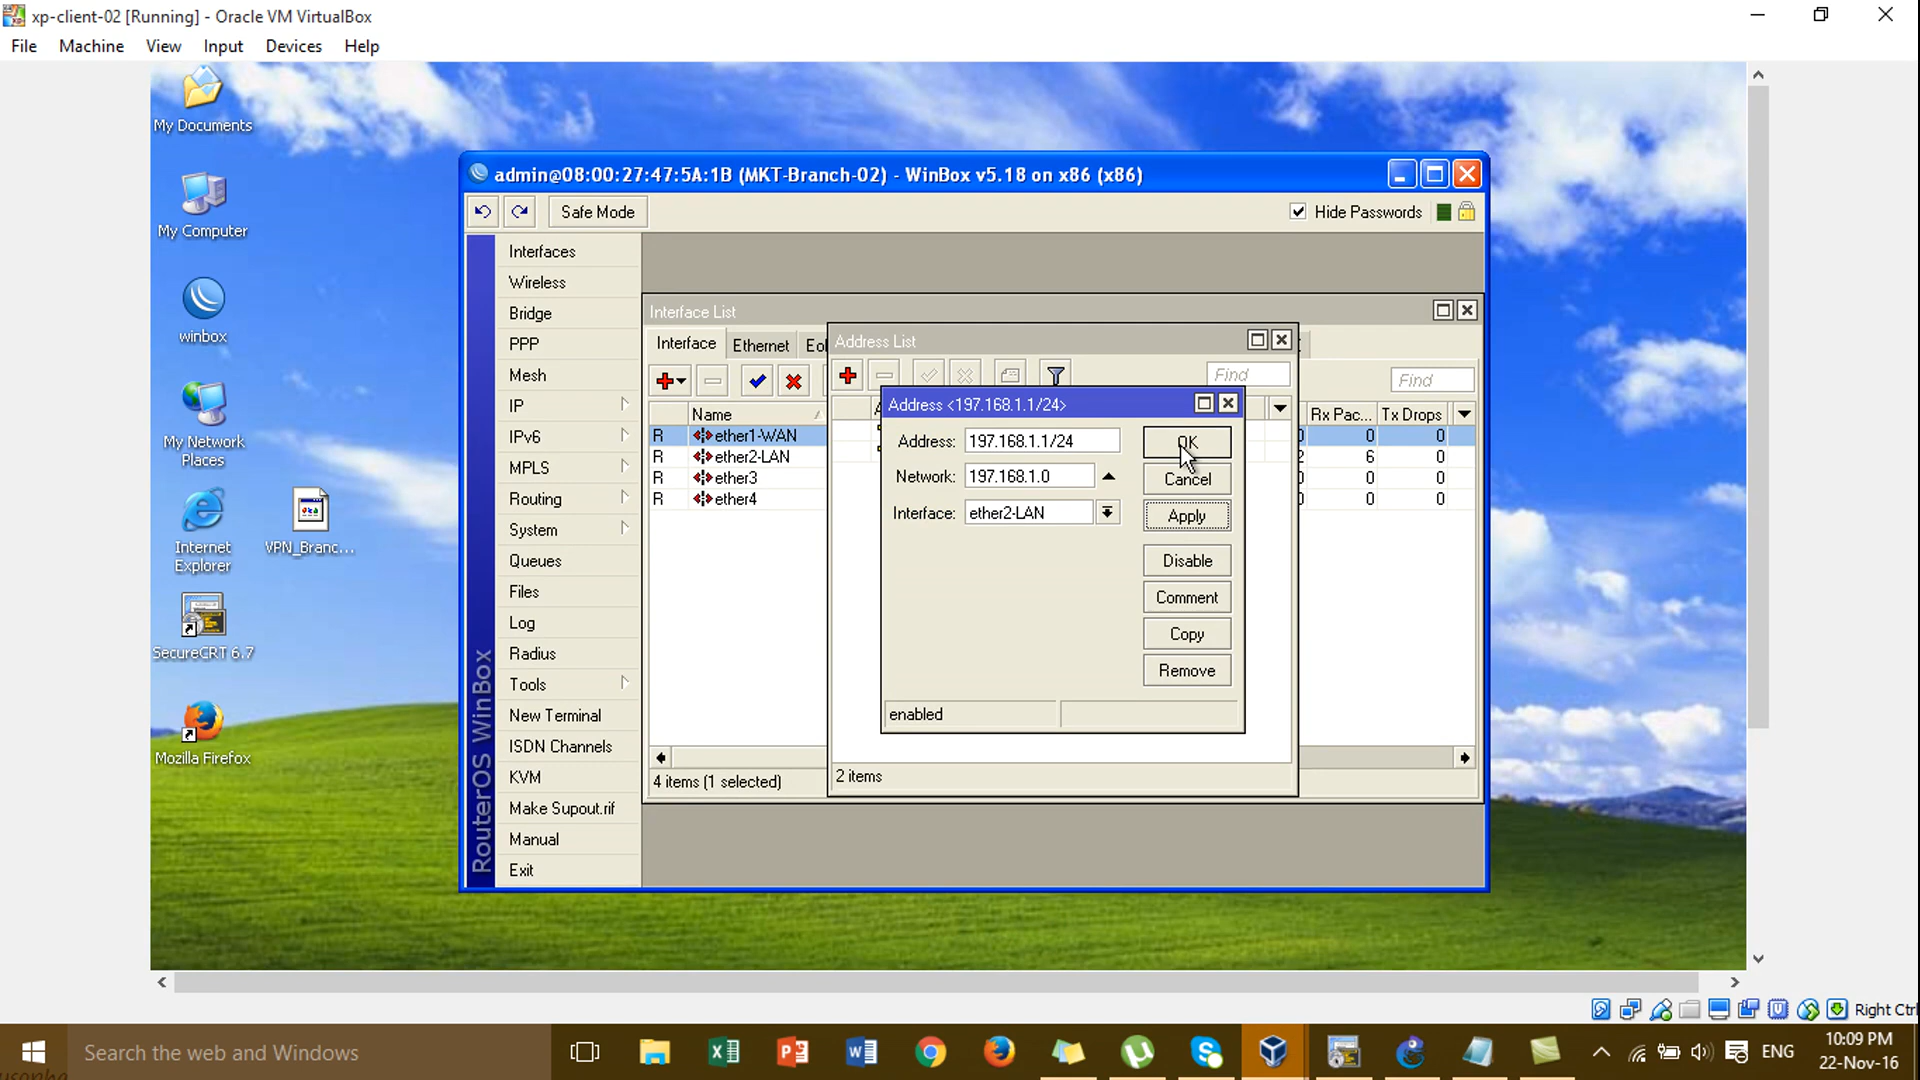 xp-client-02 [Running] - Oracle VM VirtualBox
File Machine View Input Devices Help
My Documents
My Computer
winbox
My Network
Places
Internet
Explorer
VPN_Branc...
SecureCRT 6.7
Mozilla Firefox
admin@08:00:27:47:5A:1B (MKT-Branch-02) - WinBox v5.18 on x86 (x86)
Safe Mode
Hide Passwords
RouterOS WinBox
Interfaces
Wireless
Bridge
PPP
Mesh
IP
IPv6
MPLS
Routing
System
Queues
Files
Log
Radius
Tools
New Terminal
ISDN Channels
KVM
Make Supout.rif
Manual
Exit
Interface List
Interface Ethernet
Find
Name Rx Pac... Tx Drops
R ether1-WAN 0 0
R ether2-LAN 6 0
R ether3 0 0
R ether4 0 0
4 items (1 selected)
Address List
Find
2 items
Address <197.168.1.1/24>
Address: 197.168.1.1/24
Network: 197.168.1.0
Interface: ether2-LAN
OK
Cancel
Apply
Disable
Comment
Copy
Remove
enabled
Right Ctrl
Search the web and Windows
ENG
10:09 PM
22-Nov-16